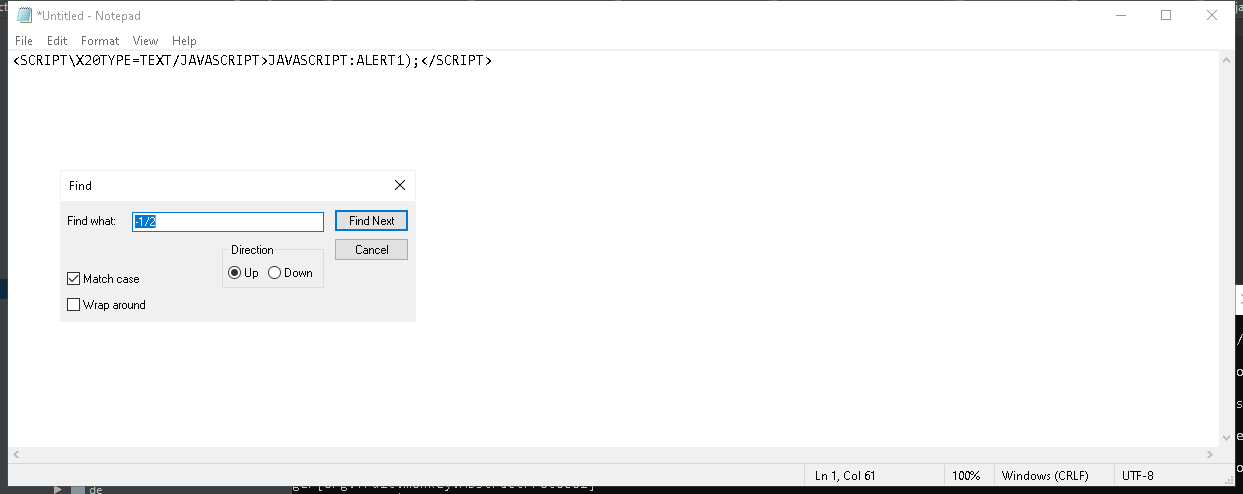 *Untitled - Notepad
File Edit Format View Help
<SCRIPT\X20TYPE=TEXT/JAVASCRIPT>JAVASCRIPT:ALERT1);</SCRIPT>
Find
Find what: -1/2 Find Next
Direction Cancel
Up Down
Match case
Wrap around
Ln 1, Col 61 100% Windows (CRLF) UTF-8
de